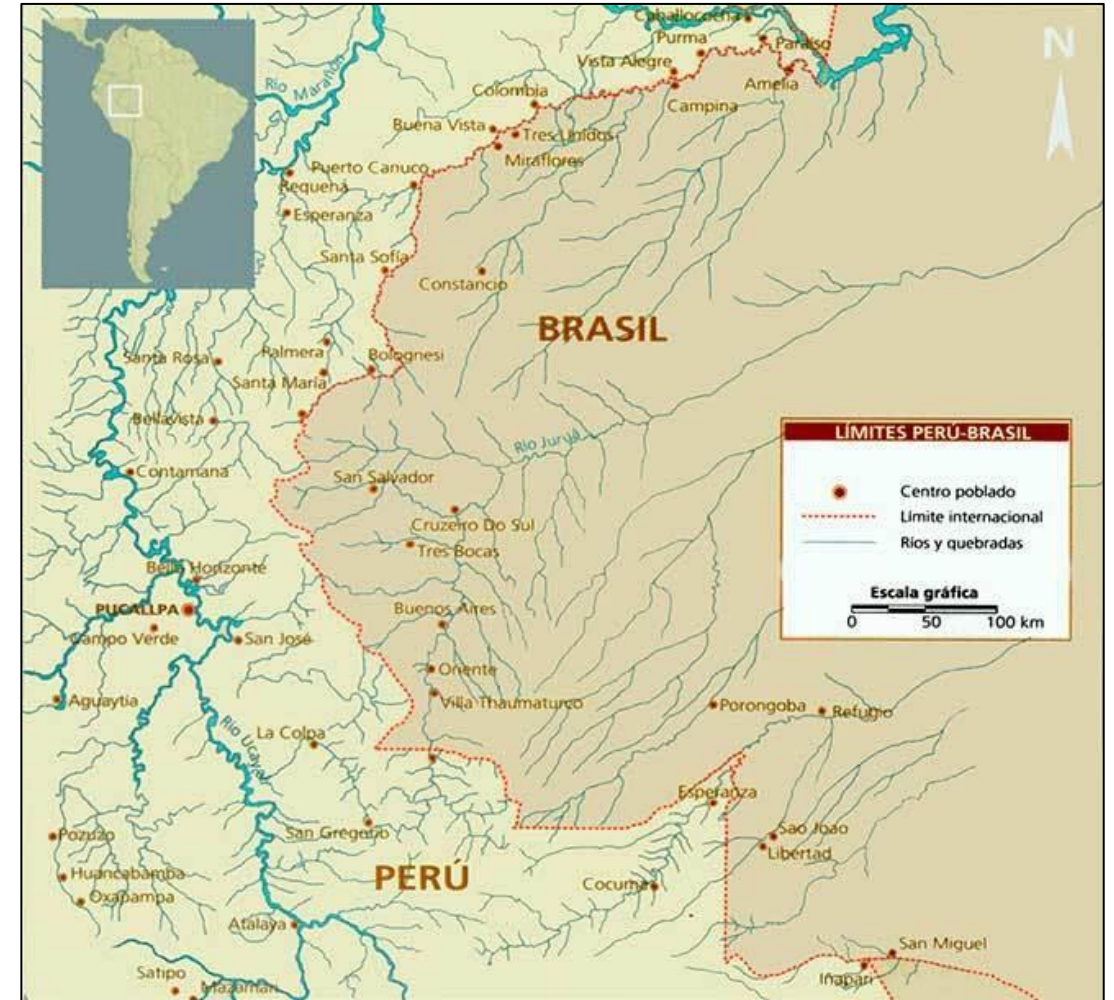 Caballococha
Purma
Paraíso
N
Vista Alegre
Amelia
Río Marañón
Colombia
Campina
Buena Vista
Tres Unidos
Miraflores
Puerto Canuco
Requena
Esperanza
Santa Sofía
Constancio
BRASIL
Santa Rosa
Palmera
Bolognesi
Santa María
Bellavista
LÍMITES PERÚ-BRASIL
Río Juruá
Contamana
San Salvador
Centro poblado
Límite internacional
Ríos y quebradas
Cruzeiro Do Sul
Tres Bocas
Bello Horizonte
Escala gráfica
0 50 100 km
PUCALLPA
Buenos Aires
Campo Verde
San José
Oriente
Aguaytia
Villa Thaumaturco
Porongoba
Refugio
Río Ucayali
La Colpa
Esperanza
Pozuzo
San Gregorio
Sao Joao
Libertad
Huancabamba
PERÚ
Cocuma
Oxapampa
Atalaya
San Miguel
Iñapari
Satipo
Mazamari